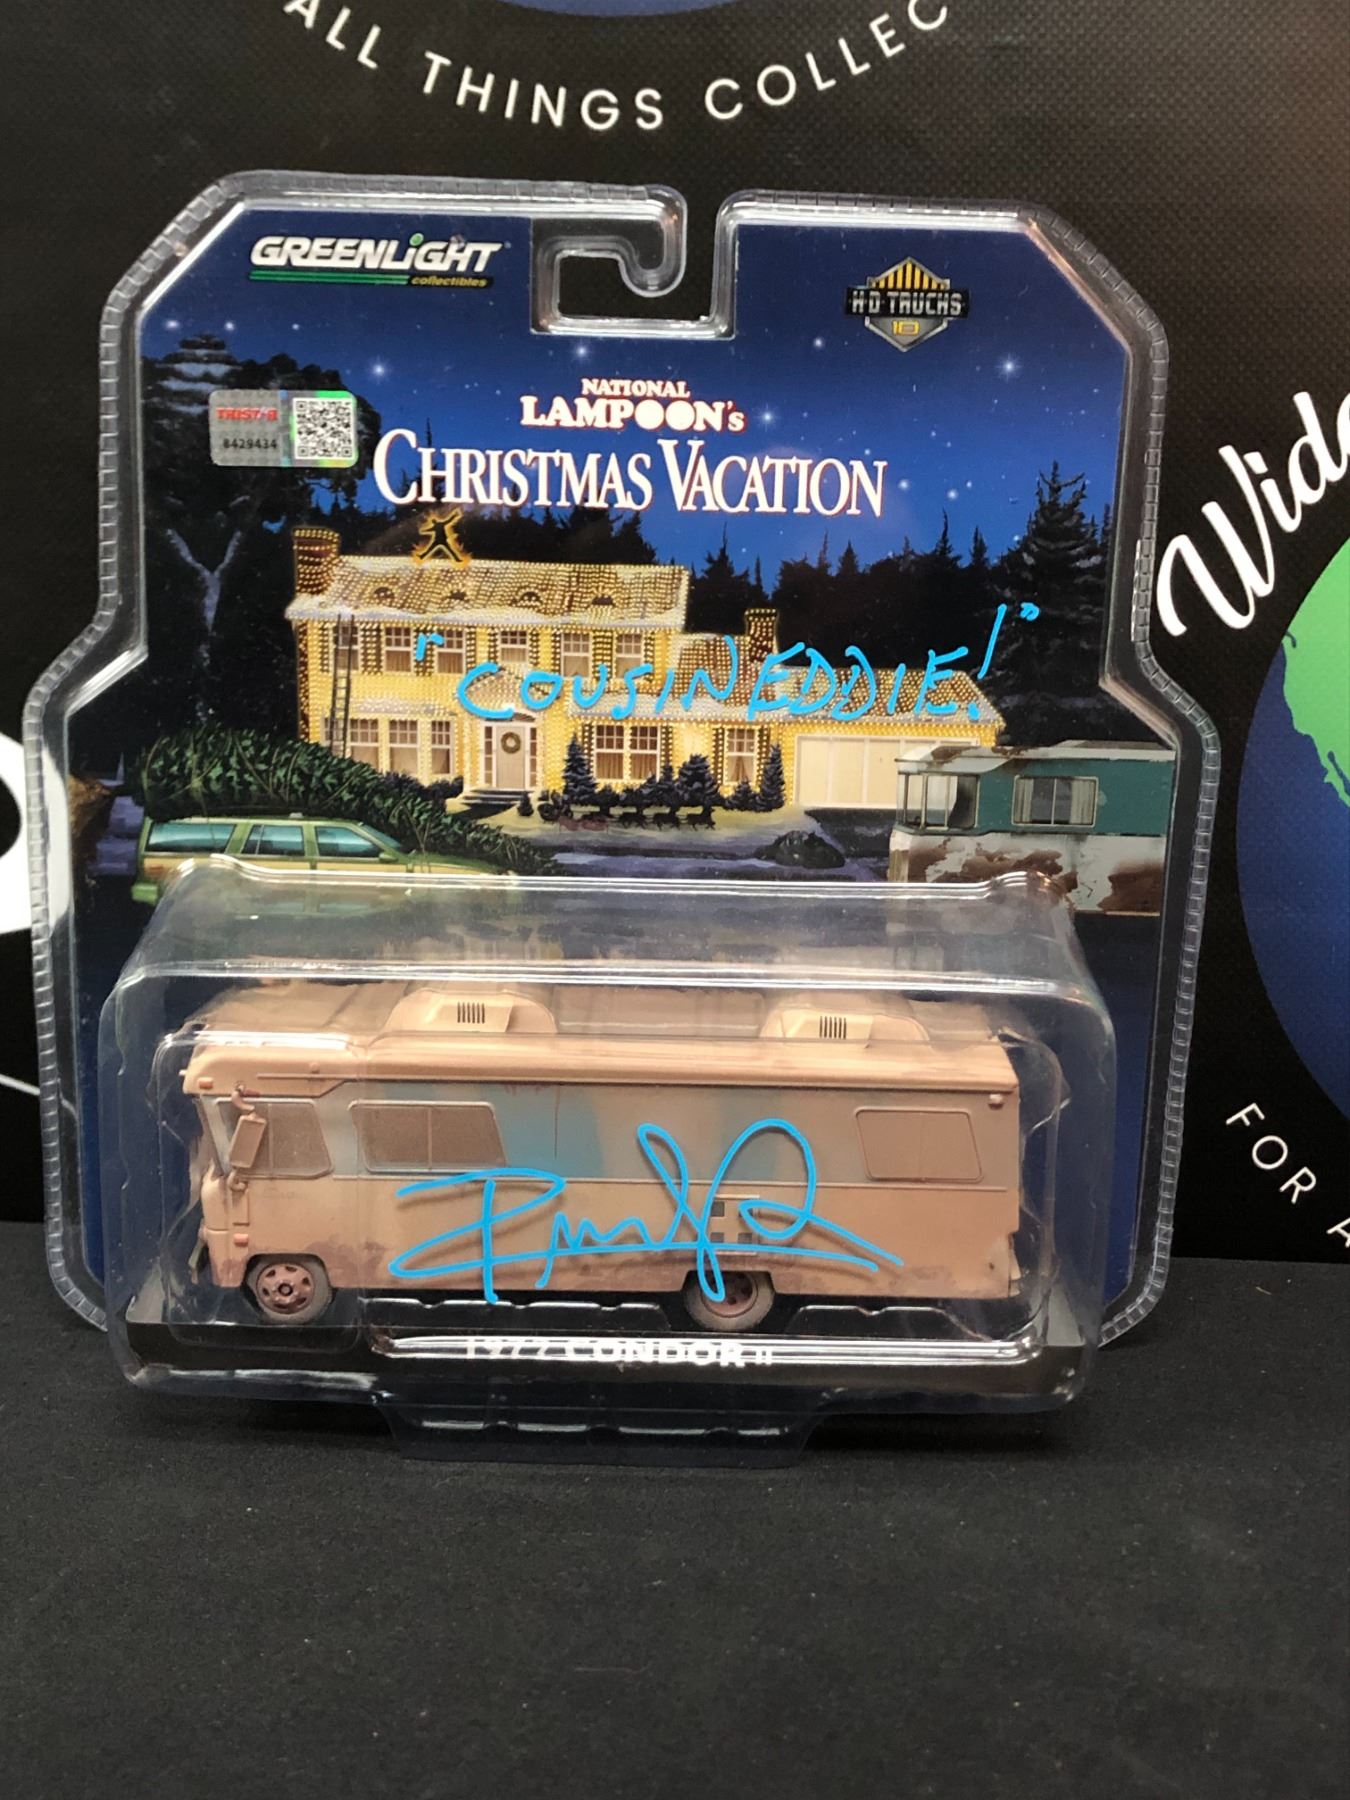 ALL THINGS COLLEC
GREENLiGHT
collectibles
H·D·TRUCKS
10
TRISTAR
8429434
NATIONAL
LAMPOON's
CHRISTMAS VACATION
"COUSIN EDDIE!"
1972 CONDOR II
FOR A